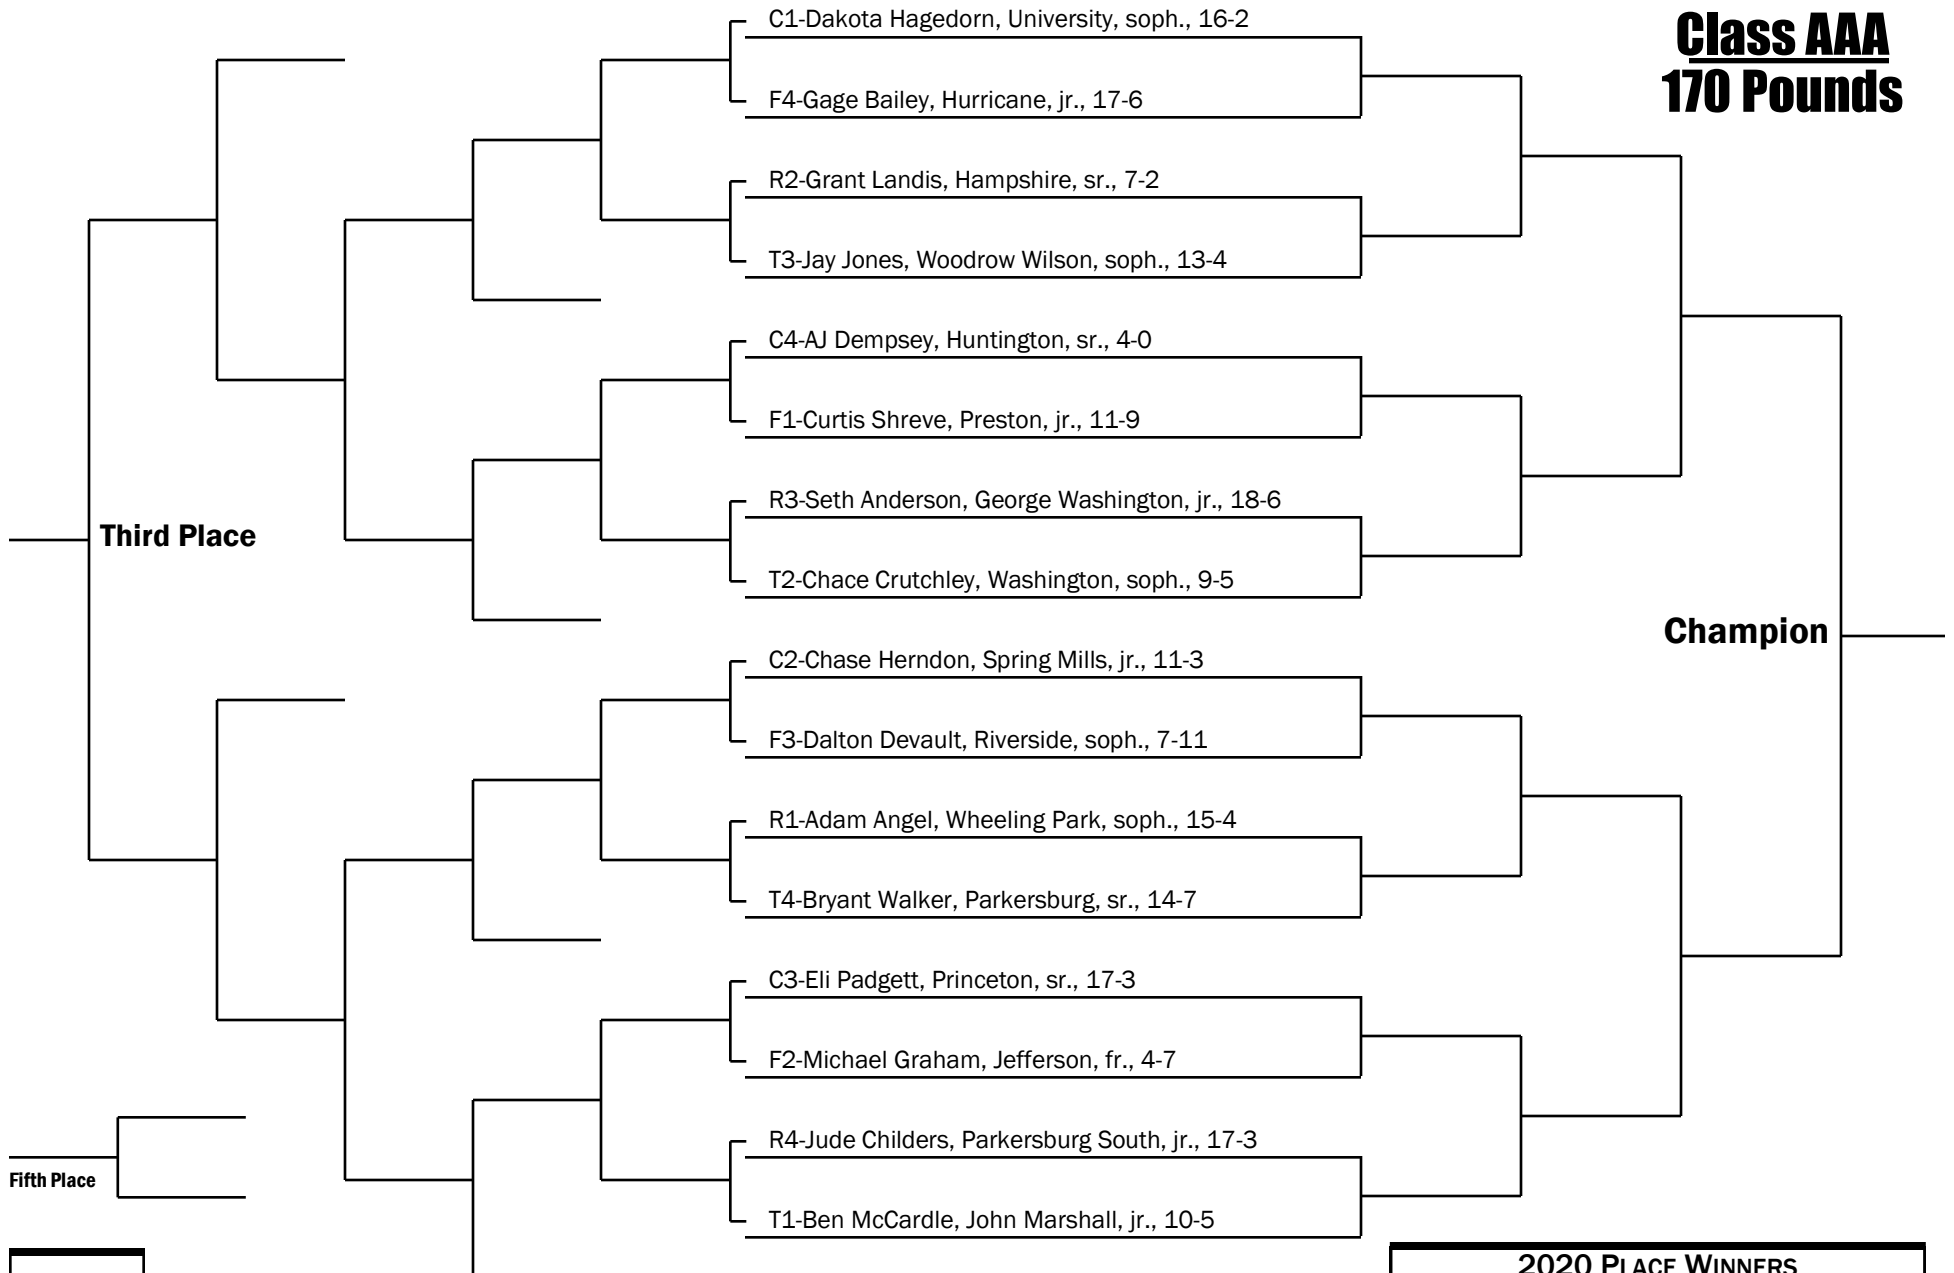 Class AAA
170 Pounds
C1-Dakota Hagedorn, University, soph., 16-2
F4-Gage Bailey, Hurricane, jr., 17-6
R2-Grant Landis, Hampshire, sr., 7-2
T3-Jay Jones, Woodrow Wilson, soph., 13-4
C4-AJ Dempsey, Huntington, sr., 4-0
F1-Curtis Shreve, Preston, jr., 11-9
R3-Seth Anderson, George Washington, jr., 18-6
Third Place
T2-Chace Crutchley, Washington, soph., 9-5
Champion
C2-Chase Herndon, Spring Mills, jr., 11-3
F3-Dalton Devault, Riverside, soph., 7-11
R1-Adam Angel, Wheeling Park, soph., 15-4
T4-Bryant Walker, Parkersburg, sr., 14-7
C3-Eli Padgett, Princeton, sr., 17-3
F2-Michael Graham, Jefferson, fr., 4-7
R4-Jude Childers, Parkersburg South, jr., 17-3
Fifth Place
T1-Ben McCardle, John Marshall, jr., 10-5
2020 PLACE WINNERS